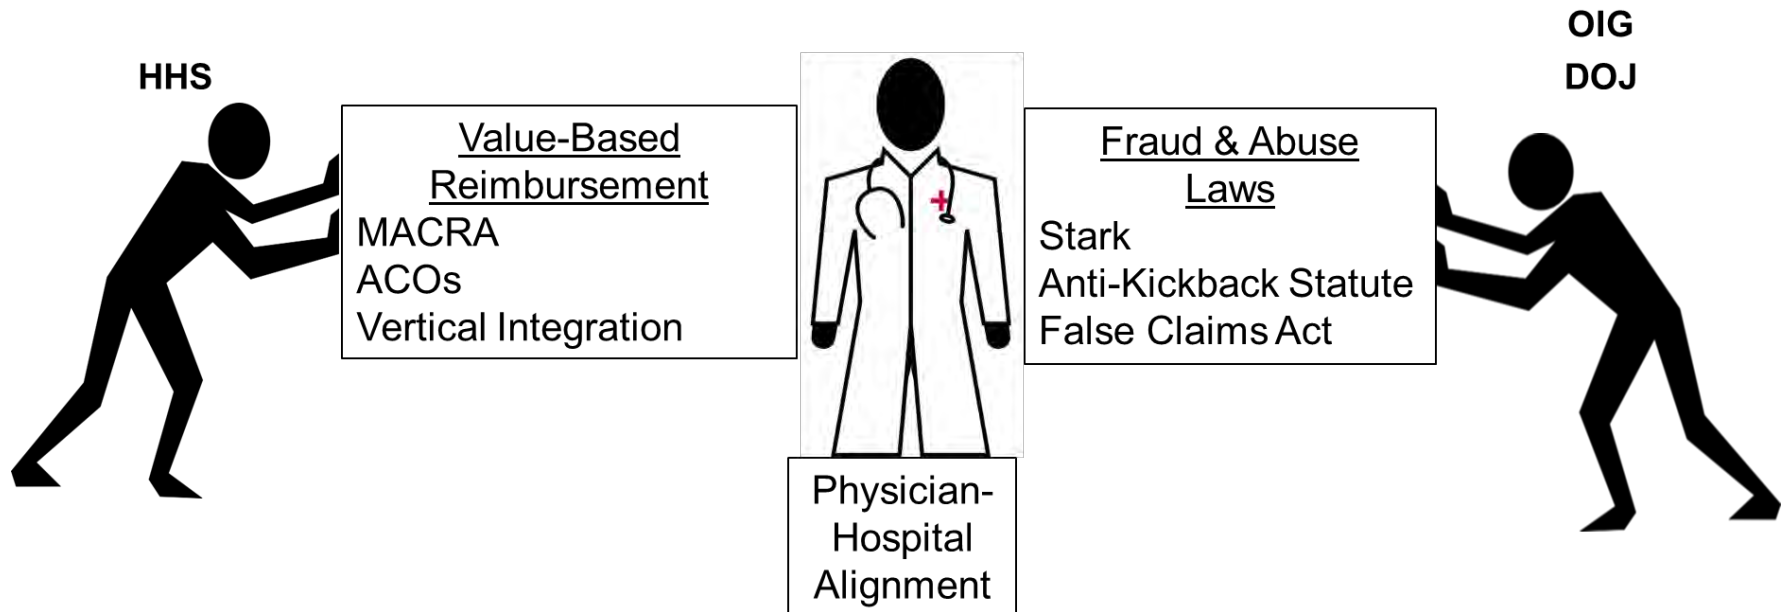 HHS
Value-Based
Reimbursement
MACRA
ACOs
Vertical Integration
Physician-
Hospital
Alignment
Fraud & Abuse
Laws
Stark
Anti-Kickback Statute
False Claims Act
OIG
DOJ